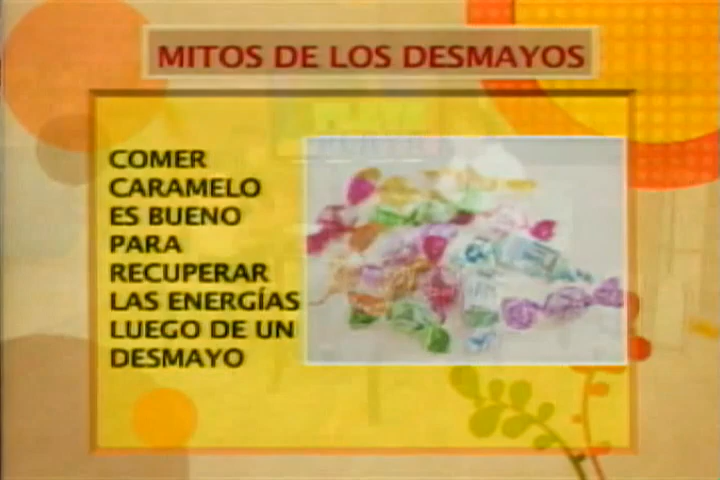 MITOS DE LOS DESMAYOS
COMER
CARAMELO
ES BUENO
PARA
RECUPERAR
LAS ENERGÍAS
LUEGO DE UN
DESMAYO